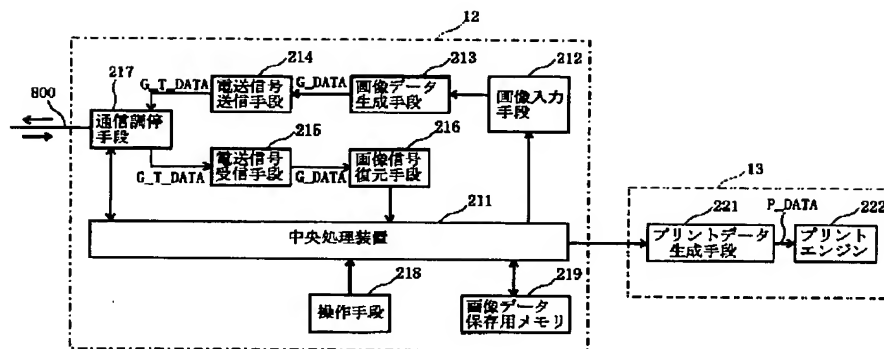 12
214
213
212
217
G_T_DATA
電送信号
送信手段
G_DATA
画像データ
生成手段
画像入力
手段
800
通信調停
手段
215
216
電送信号
受信手段
画像信号
復元手段
G_T_DATA
G_DATA
211
中央処理装置
13
221
P_DATA
222
プリントデータ
生成手段
プリント
エンジン
218
219
操作手段
画像データ
保存用メモリ